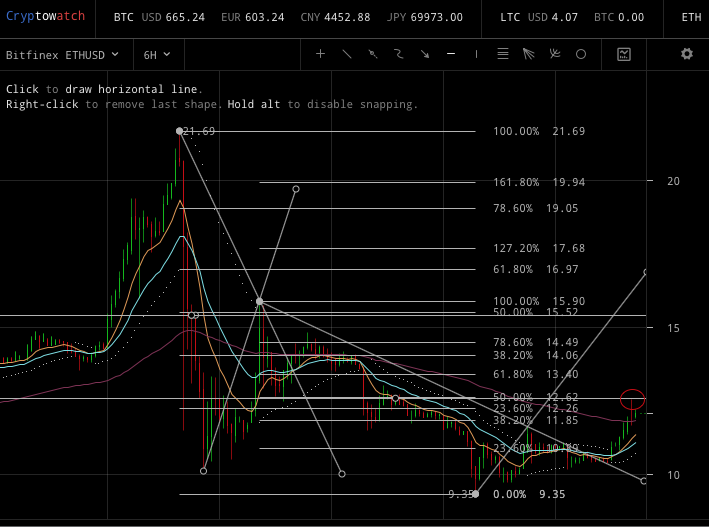 Cryptowatch BTC USD 665.24 EUR 603.24 CNY 4452.88 JPY 69973.00 LTC USD 4.07 BTC 0.00 ETH
Bitfinex ETHUSD 6H
Click to draw horizontal line.
Right-click to remove last shape. Hold alt to disable snapping.
21.69 100.00% 21.69
161.80% 19.94
20
78.60% 19.05
127.20% 17.68
61.80% 16.97
100.00% 15.90
50.00% 15.52
15
78.60% 14.49
38.20% 14.06
61.80% 13.40
50.00% 12.62
23.60% 12.26
38.20% 11.85
23.60%
10
9.35 0.00% 9.35